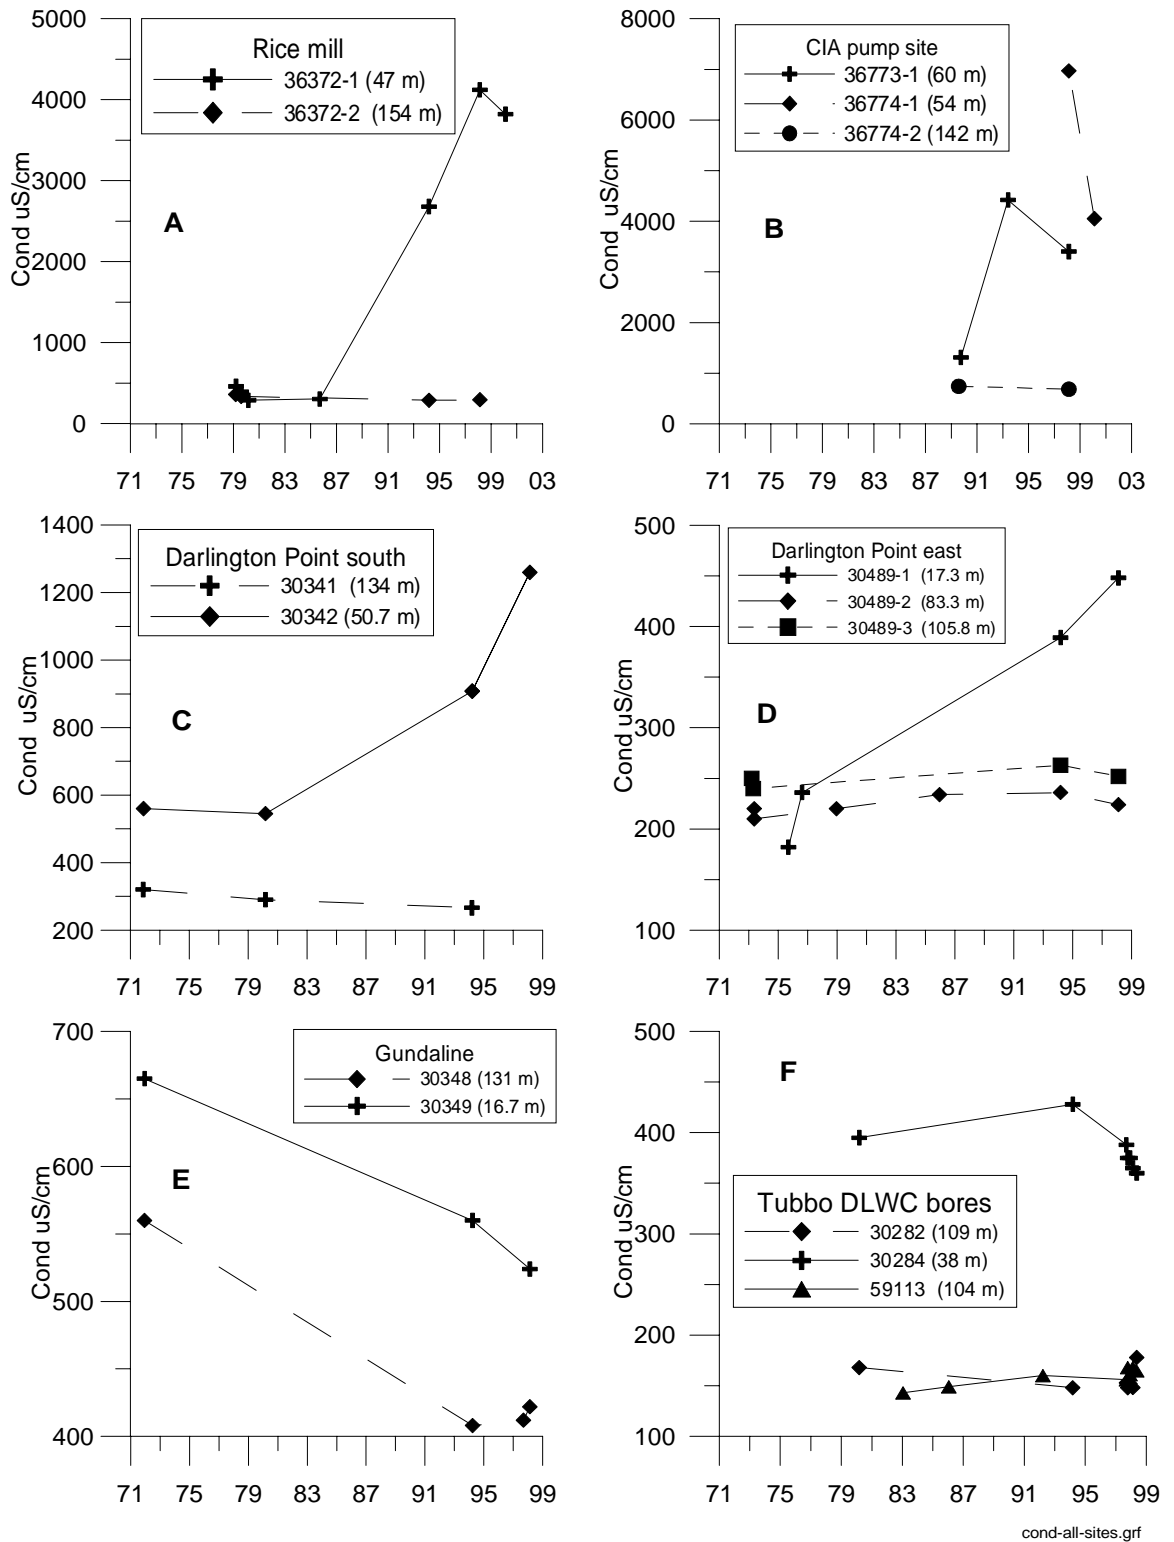 Rice mill
36372-1 (47 m)
36372-2 (154 m)
5000
4000
3000
2000
1000
0
Cond uS/cm
A
71 75 79 83 87 91 95 99 03
CIA pump site
36773-1 (60 m)
36774-1 (54 m)
36774-2 (142 m)
8000
6000
4000
2000
0
Cond uS/cm
B
71 75 79 83 87 91 95 99 03
Darlington Point south
30341 (134 m)
30342 (50.7 m)
1400
1200
1000
800
600
400
200
Cond uS/cm
C
71 75 79 83 87 91 95 99
Darlington Point east
30489-1 (17.3 m)
30489-2 (83.3 m)
30489-3 (105.8 m)
500
400
300
200
100
Cond uS/cm
D
71 75 79 83 87 91 95 99
Gundaline
30348 (131 m)
30349 (16.7 m)
700
600
500
400
Cond uS/cm
E
71 75 79 83 87 91 95 99
F
Tubbo DLWC bores
30282 (109 m)
30284 (38 m)
59113 (104 m)
500
400
300
200
100
Cond uS/cm
71 75 79 83 87 91 95 99
cond-all-sites.grf